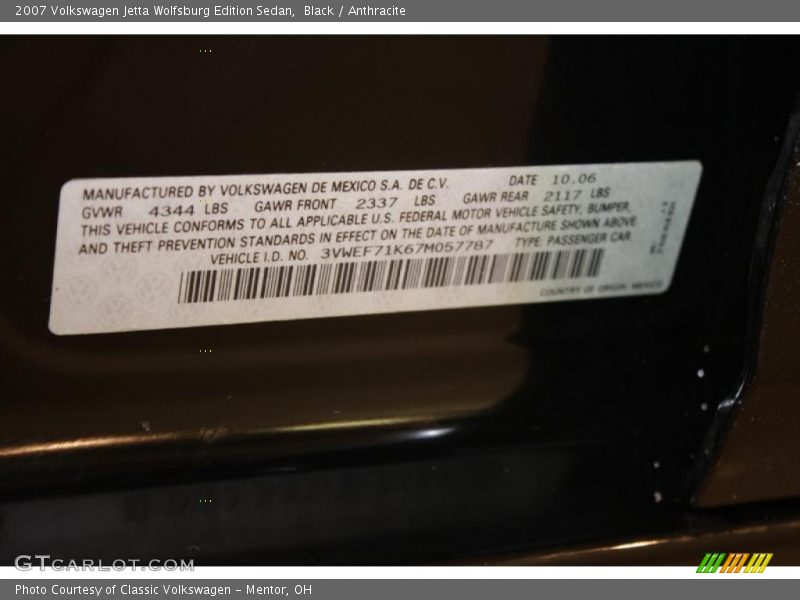 2007 Volkswagen Jetta Wolfsburg Edition Sedan, Black / Anthracite
MANUFACTURED BY VOLKSWAGEN DE MEXICO S.A. DE C.V. DATE 10.06
GVWR 4344 LBS GAWR FRONT 2337 LBS GAWR REAR 2117 LBS
THIS VEHICLE CONFORMS TO ALL APPLICABLE U.S. FEDERAL MOTOR VEHICLE SAFETY, BUMPER,
AND THEFT PREVENTION STANDARDS IN EFFECT ON THE DATE OF MANUFACTURE SHOWN ABOVE
VEHICLE I.D. NO. 3VWEF71K67M057787 TYPE: PASSENGER CAR
COUNTRY OF ORIGIN: MEXICO
GTCARLOT.COM
Photo Courtesy of Classic Volkswagen - Mentor, OH